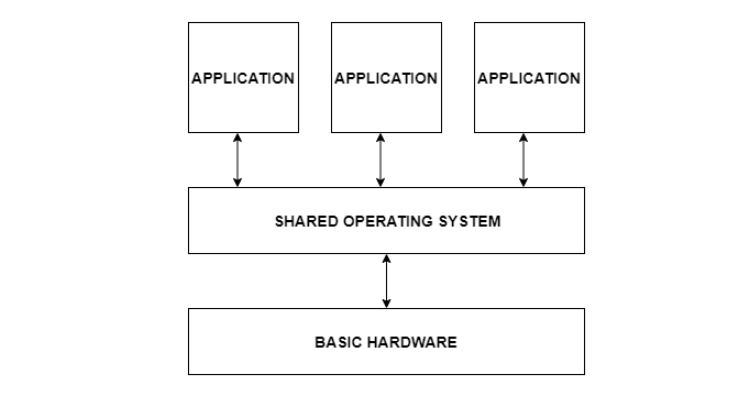 APPLICATION
APPLICATION
APPLICATION
SHARED OPERATING SYSTEM
BASIC HARDWARE